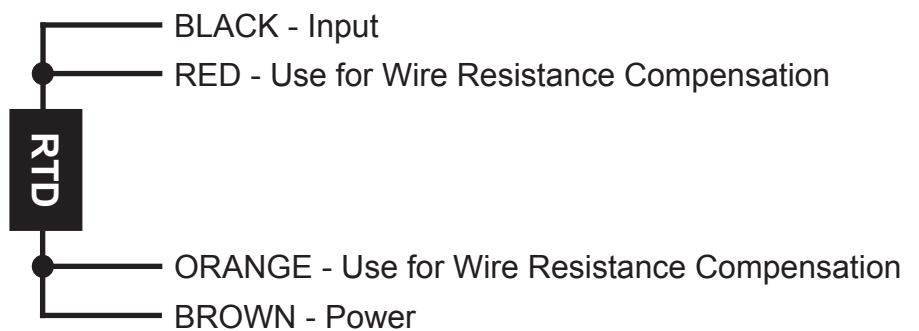 BLACK - Input
RED - Use for Wire Resistance Compensation
RTD
ORANGE - Use for Wire Resistance Compensation
BROWN - Power